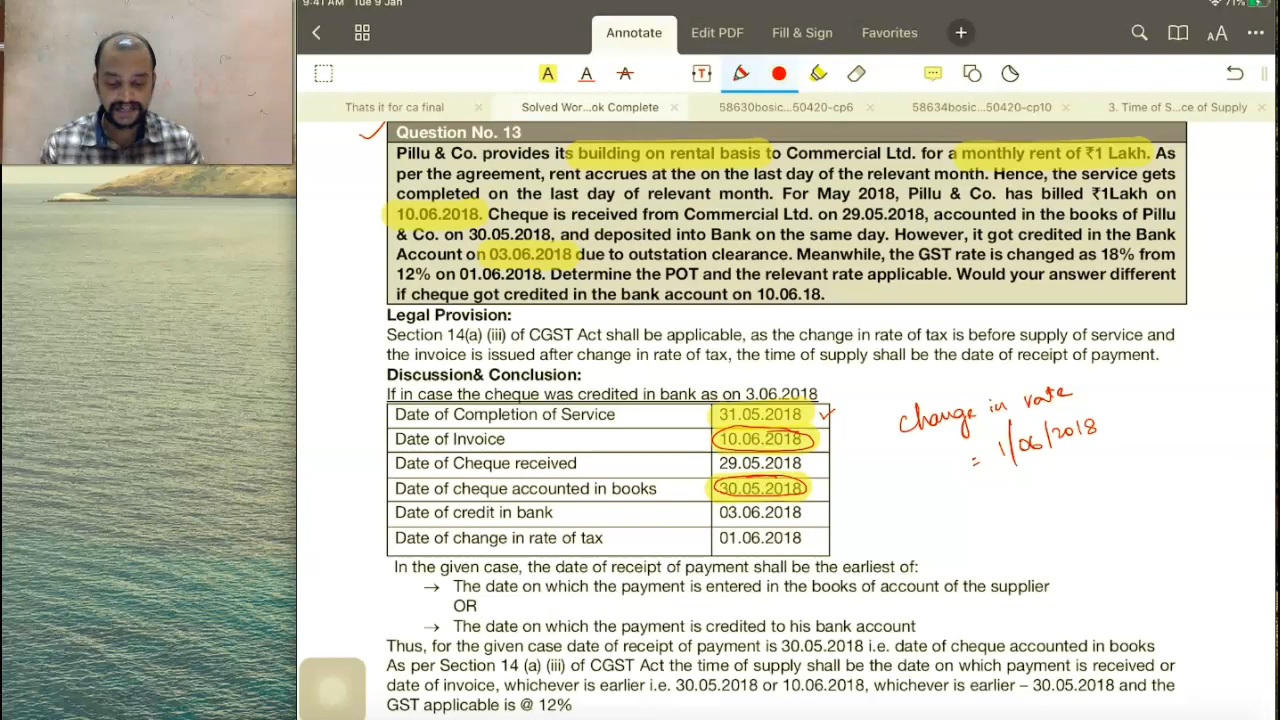 9:41 AM Tue 9 Jan
71%
Annotate Edit PDF Fill & Sign Favorites
Thats it for ca final Solved Wor...ok Complete 58630bosic...50420-cp6 58634bosic...50420-cp10 3. Time of S...ce of Supply
Question No. 13
Pillu & Co. provides its building on rental basis to Commercial Ltd. for a monthly rent of ₹1 Lakh. As
per the agreement, rent accrues at the on the last day of the relevant month. Hence, the service gets
completed on the last day of relevant month. For May 2018, Pillu & Co. has billed ₹1Lakh on
10.06.2018. Cheque is received from Commercial Ltd. on 29.05.2018, accounted in the books of Pillu
& Co. on 30.05.2018, and deposited into Bank on the same day. However, it got credited in the Bank
Account on 03.06.2018 due to outstation clearance. Meanwhile, the GST rate is changed as 18% from
12% on 01.06.2018. Determine the POT and the relevant rate applicable. Would your answer different
if cheque got credited in the bank account on 10.06.18.
Legal Provision:
Section 14(a) (iii) of CGST Act shall be applicable, as the change in rate of tax is before supply of service and
the invoice is issued after change in rate of tax, the time of supply shall be the date of receipt of payment.
Discussion& Conclusion:
If in case the cheque was credited in bank as on 3.06.2018
Date of Completion of Service 31.05.2018
Date of Invoice 10.06.2018
Date of Cheque received 29.05.2018
Date of cheque accounted in books 30.05.2018
Date of credit in bank 03.06.2018
Date of change in rate of tax 01.06.2018
change in rate
= 1/06/2018
In the given case, the date of receipt of payment shall be the earliest of:
→ The date on which the payment is entered in the books of account of the supplier
OR
→ The date on which the payment is credited to his bank account
Thus, for the given case date of receipt of payment is 30.05.2018 i.e. date of cheque accounted in books
As per Section 14 (a) (iii) of CGST Act the time of supply shall be the date on which payment is received or
date of invoice, whichever is earlier i.e. 30.05.2018 or 10.06.2018, whichever is earlier – 30.05.2018 and the
GST applicable is @ 12%